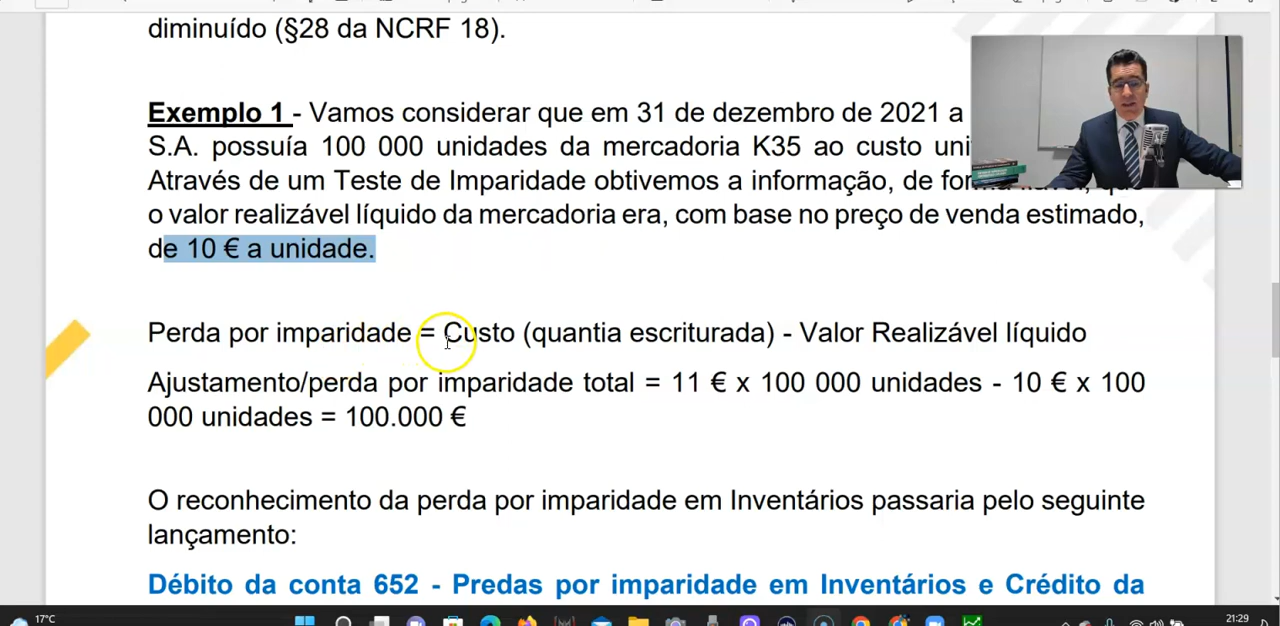 diminuído (§28 da NCRF 18).
Exemplo 1 - Vamos considerar que em 31 de dezembro de 2021 a
S.A. possuía 100 000 unidades da mercadoria K35 ao custo
Através de um Teste de Imparidade obtivemos a informação, de
o valor realizável líquido da mercadoria era, com base no preço de venda estimado,
de 10 € a unidade.
Perda por imparidade = Custo (quantia escriturada) - Valor Realizável líquido
Ajustamento/perda por imparidade total = 11 € x 100 000 unidades - 10 € x 100
000 unidades = 100.000 €
O reconhecimento da perda por imparidade em Inventários passaria pelo seguinte
lançamento:
Débito da conta 652 - Predas por imparidade em Inventários e Crédito da
17°C
21:29